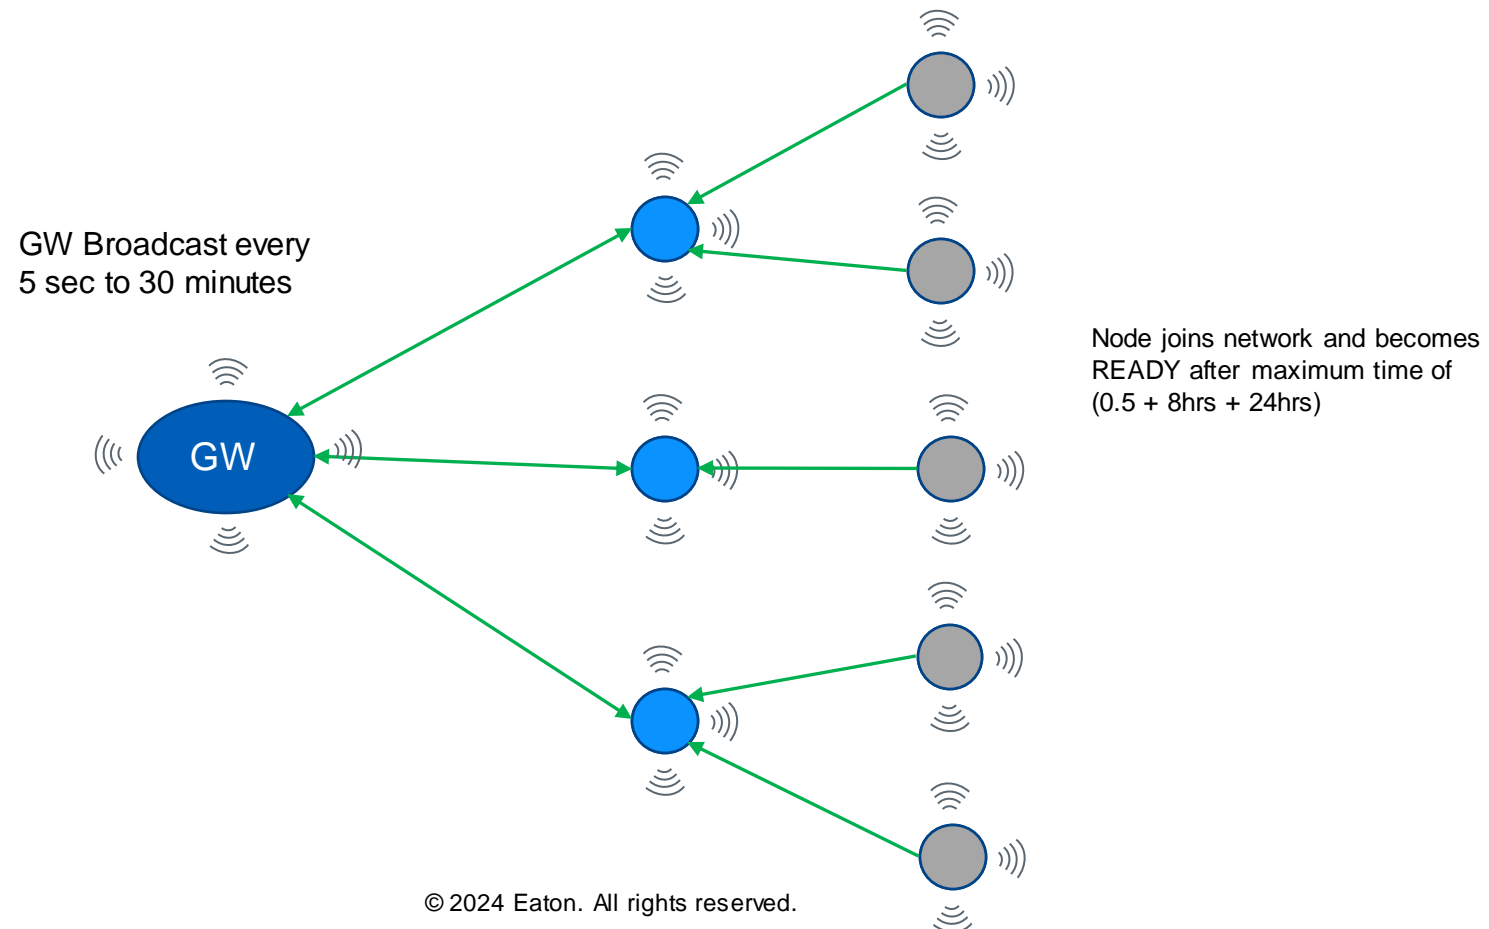 GW Broadcast every
5 sec to 30 minutes
GW
Node joins network and becomes
READY after maximum time of
(0.5 + 8hrs + 24hrs)
© 2024 Eaton. All rights reserved.